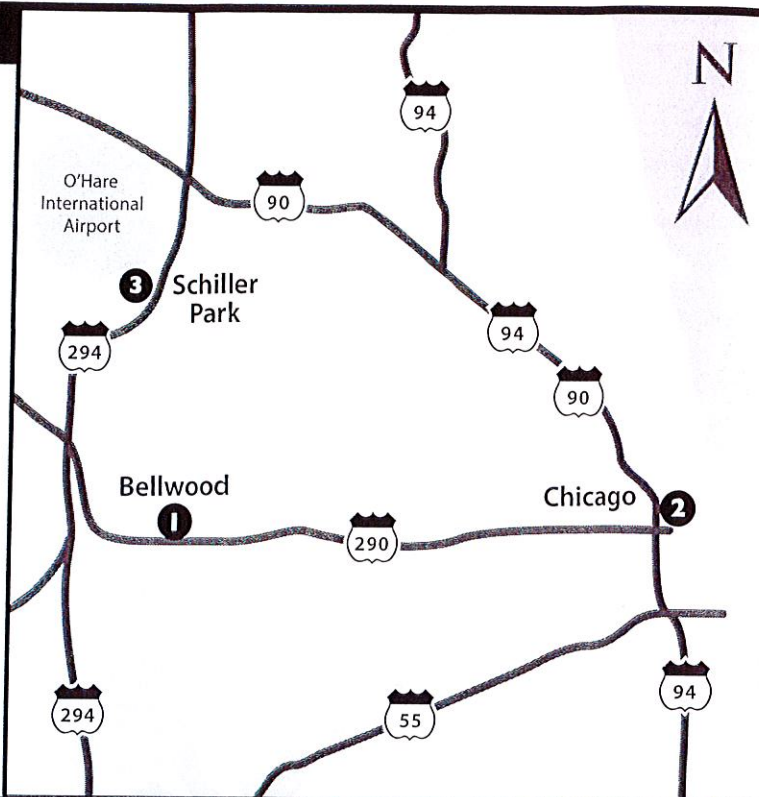 N
94
O'Hare
International
Airport
90
3 Schiller
Park
294
94
90
Bellwood
1
Chicago 2
290
294
55
94